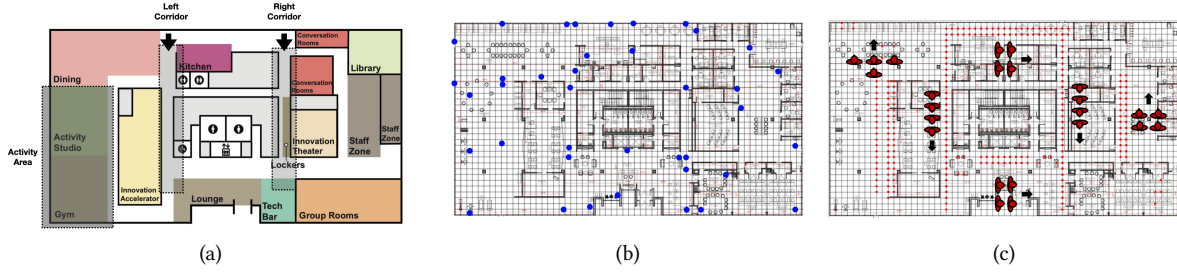 Left
Corridor
Right
Corridor
Conversation
Rooms
Kitchen
Library
Dining
Conversation
Rooms
Activity
Studio
Staff
Zone
Innovation
Theater
Staff
Zone
Activity
Area
Lockers
Innovation
Accelerator
Lounge
Tech
Bar
Gym
Group Rooms
(a)
(b)
(c)